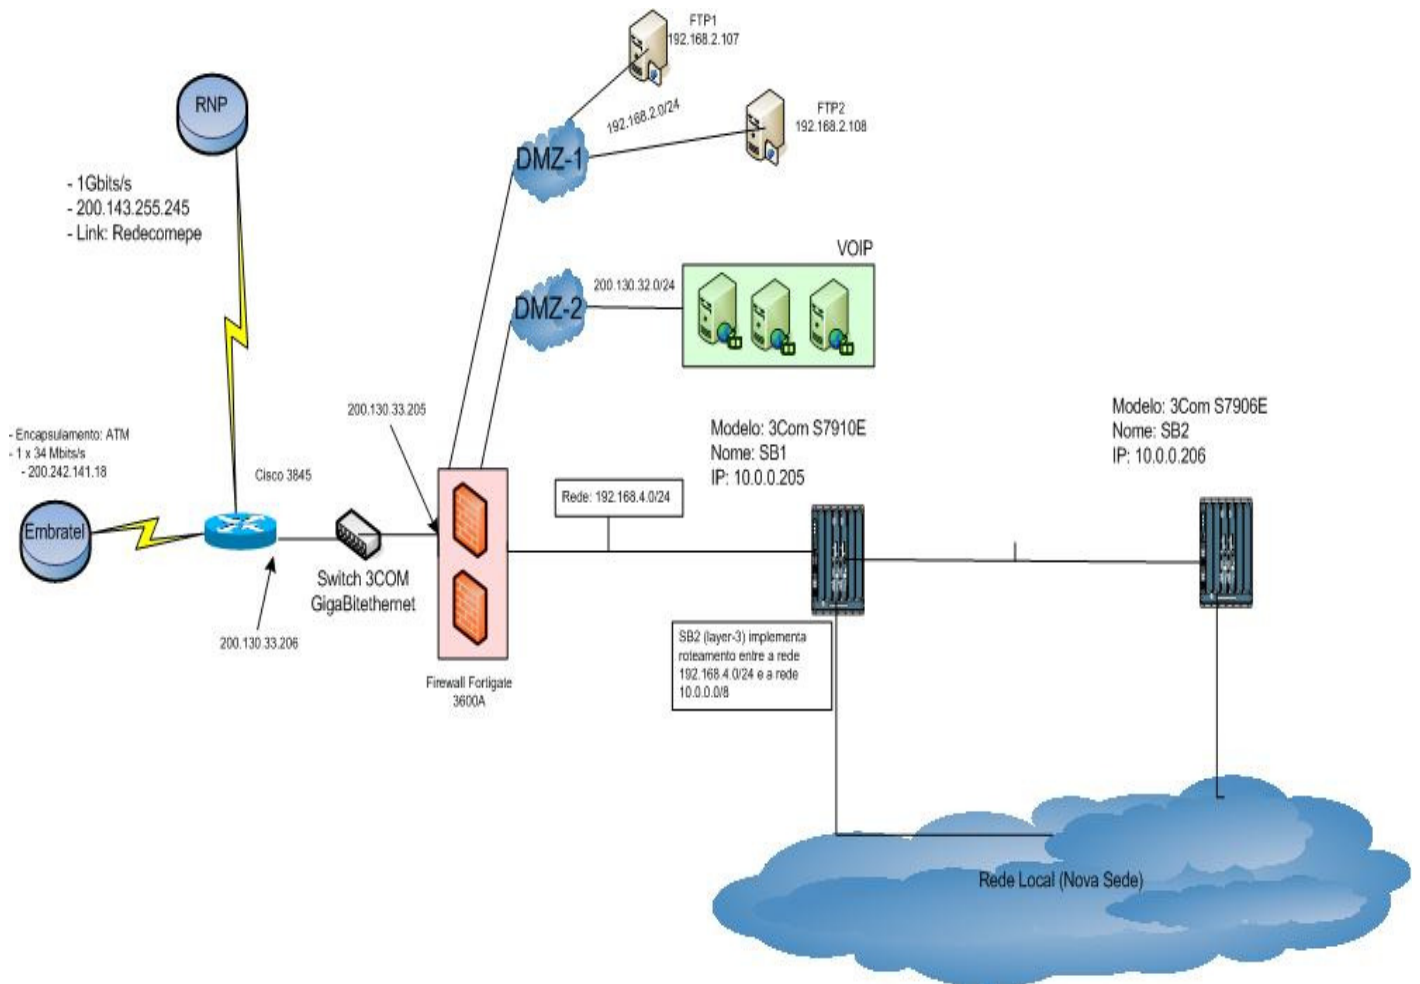 FTP1
192.168.2.107
RNP
192.168.2.0/24
FTP2
192.168.2.108
DMZ-1
- 1Gbits/s
- 200.143.255.245
- Link: Redecomepe
VOIP
200.130.32.0/24
DMZ-2
200.130.33.205
Modelo: 3Com S7906E
Nome: SB2
IP: 10.0.0.206
Modelo: 3Com S7910E
Nome: SB1
IP: 10.0.0.205
- Encapsulamento: ATM
- 1 x 34 Mbits/s
- 200.242.141.18
Cisco 3845
Rede: 192.168.4.0/24
Embratel
Switch 3COM
GigaBitethernet
200.130.33.206
SB2 (layer-3) implementa
roteamento entre a rede
192.168.4.0/24 e a rede
10.0.0.0/8
Firewall Fortigate
3600A
Rede Local (Nova Sede)